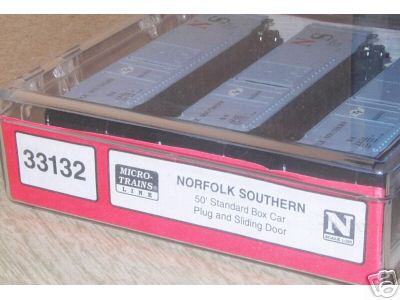 33132
MICRO-
TRAINS
LINE
NORFOLK SOUTHERN
50' Standard Box Car
Plug and Sliding Door
N